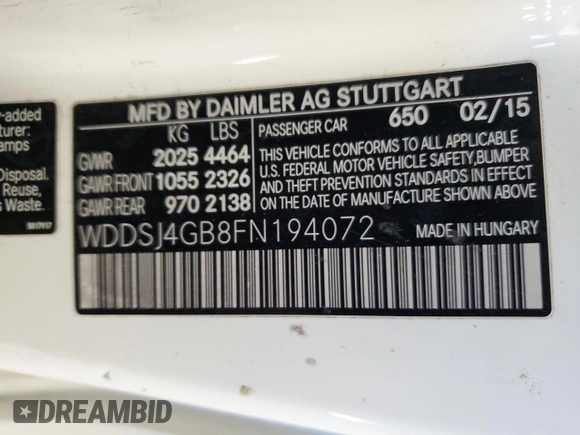 r-added
cturer:
amps
Disposal.
Reuse,
s Waste.
5817917
MFD BY DAIMLER AG STUTTGART
KG LBS
GVWR 2025 4464
GAWR FRONT 1055 2326
GAWR REAR 970 2138
PASSENGER CAR 650 02/15
THIS VEHICLE CONFORMS TO ALL APPLICABLE
U.S. FEDERAL MOTOR VEHICLE SAFETY, BUMPER
AND THEFT PREVENTION STANDARDS IN EFFECT
ON THE DATE OF MANUFACTURE SHOWN ABOVE.
WDDSJ4GB8FN194072 MADE IN HUNGARY
DREAMBID